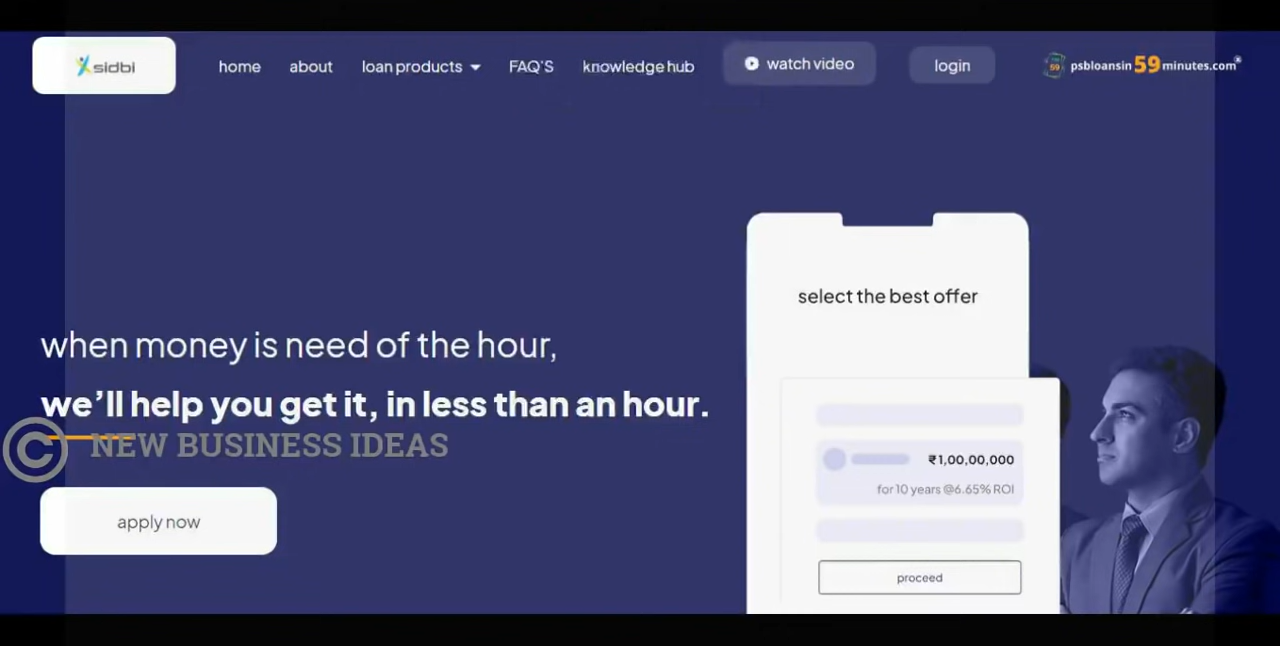 sidbi
home about loan products FAQ'S knowledge hub watch video login 59 psbloansin59minutes.com®
select the best offer
when money is need of the hour,
we'll help you get it, in less than an hour.
© NEW BUSINESS IDEAS
₹1,00,00,000
for 10 years @6.65% ROI
apply now
proceed